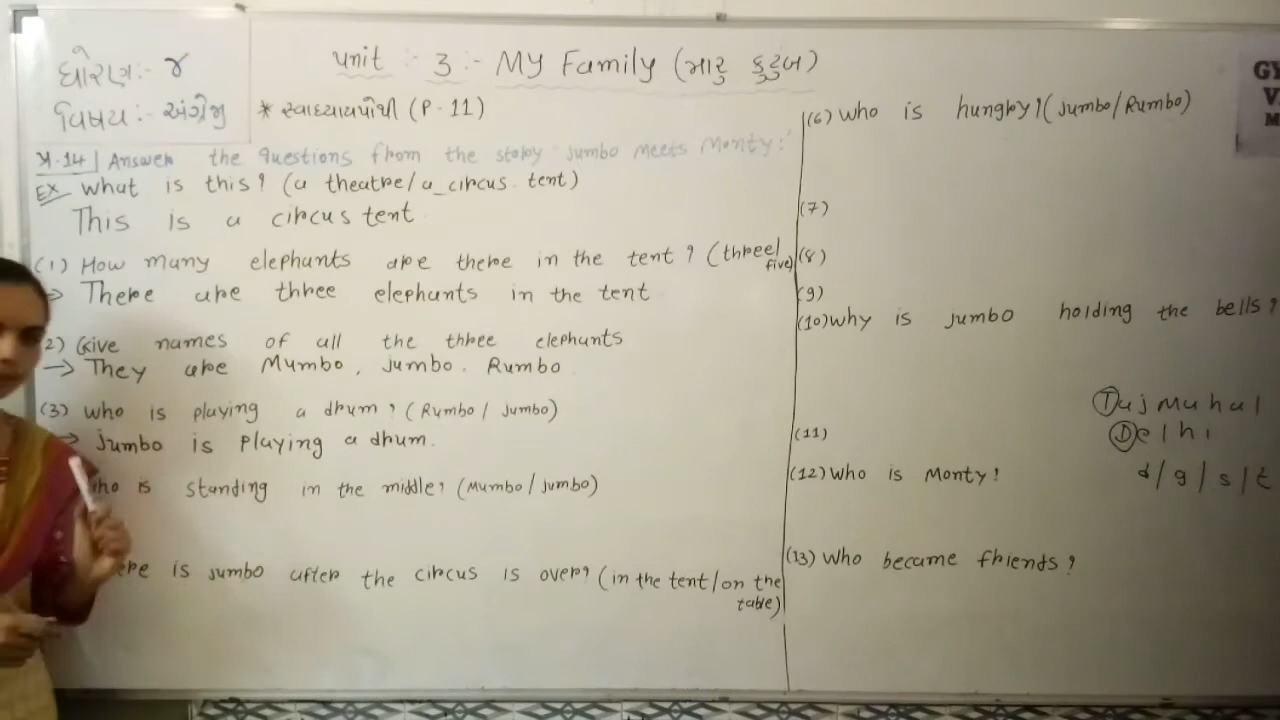 ધોરણ:- ૪
વિષય:- અંગ્રેજી
unit :- 3 :- My Family (મારુ કુટુંબ)
* સ્વાધ્યાયપોથી (P-11)
પ્ર.14 Answer the questions from the story 'Jumbo meets Monty:'
EX what is this? (a theatre/a circus tent)
This is a circus tent
(1) How many elephants are there in the tent? (three/
five)
→ There are three elephants in the tent
2) Give names of all the three elephants
→ They are Mumbo, Jumbo. Rumbo
(3) who is playing a drum? (Rumbo / Jumbo)
→ Jumbo is playing a drum.
who is standing in the middle? (Mumbo/Jumbo)
ere is Jumbo after the circus is over? (in the tent/on the
table)
(6) who is hungry? (Jumbo/Rumbo)
(7)
(8)
(9)
(10) why is Jumbo holding the bells?
(11)
(12) who is Monty?
(13) who became friends?
Taj Mahal
Delhi
d/g/s/t
GY
V
M